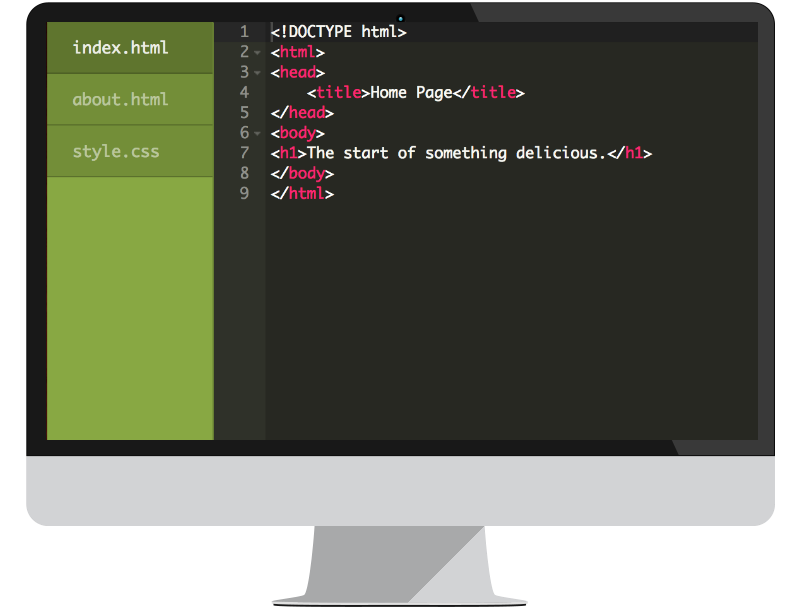 index.html
about.html
style.css
1 <!DOCTYPE html>
2 <html>
3 <head>
4     <title>Home Page</title>
5 </head>
6 <body>
7 <h1>The start of something delicious.</h1>
8 </body>
9 </html>